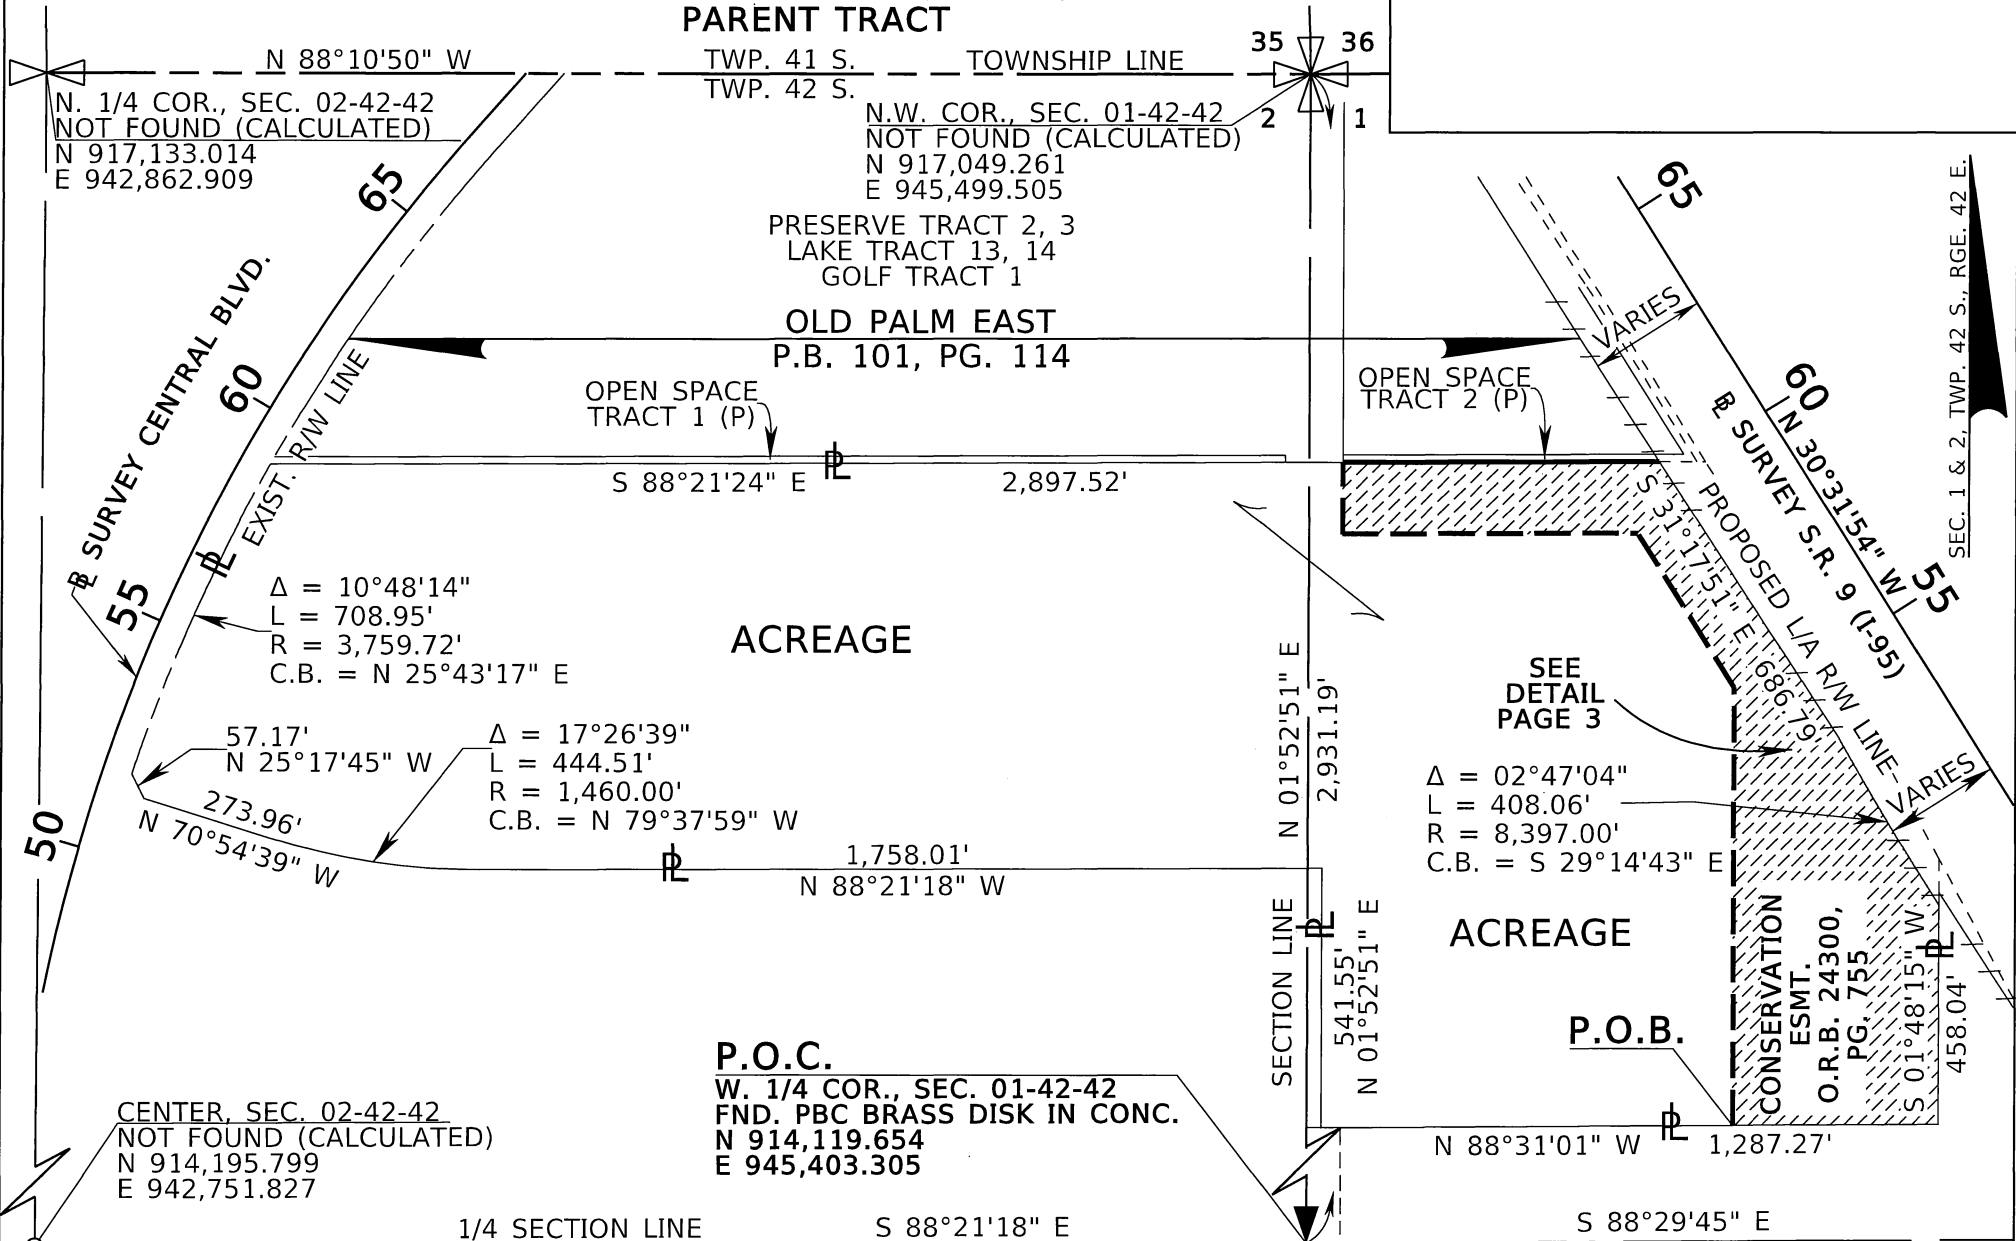 PARENT TRACT
N 88°10'50" W
TWP. 41 S.
TWP. 42 S.
TOWNSHIP LINE
35
36
2
1
N. 1/4 COR., SEC. 02-42-42
NOT FOUND (CALCULATED)
N 917,133.014
E 942,862.909
N.W. COR., SEC. 01-42-42
NOT FOUND (CALCULATED)
N 917,049.261
E 945,499.505
PRESERVE TRACT 2, 3
LAKE TRACT 13, 14
GOLF TRACT 1
OLD PALM EAST
P.B. 101, PG. 114
OPEN SPACE
TRACT 1 (P)
OPEN SPACE
TRACT 2 (P)
65
60
55
50
BL SURVEY CENTRAL BLVD.
EXIST. R/W LINE
PL
PL
S 88°21'24" E
2,897.52'
65
60
55
VARIES
BL SURVEY S.R. 9 (I-95)
N 30°31'54" W
SEC. 1 & 2, TWP. 42 S., RGE. 42 E.
PROPOSED L/A R/W LINE
S 31°17'51" E
686.79'
VARIES
Δ = 10°48'14"
L = 708.95'
R = 3,759.72'
C.B. = N 25°43'17" E
ACREAGE
57.17'
N 25°17'45" W
Δ = 17°26'39"
L = 444.51'
R = 1,460.00'
C.B. = N 79°37'59" W
273.96'
N 70°54'39" W
PL
1,758.01'
N 88°21'18" W
N 01°52'51" E
2,931.19'
SEE
DETAIL
PAGE 3
Δ = 02°47'04"
L = 408.06'
R = 8,397.00'
C.B. = S 29°14'43" E
ACREAGE
SECTION LINE
PL
541.55'
N 01°52'51" E
CONSERVATION
ESMT.
O.R.B. 24300,
PG. 755
S 01°48'15" W
PL
458.04'
P.O.B.
PL
N 88°31'01" W
1,287.27'
P.O.C.
W. 1/4 COR., SEC. 01-42-42
FND. PBC BRASS DISK IN CONC.
N 914,119.654
E 945,403.305
CENTER, SEC. 02-42-42
NOT FOUND (CALCULATED)
N 914,195.799
E 942,751.827
1/4 SECTION LINE
S 88°21'18" E
S 88°29'45" E